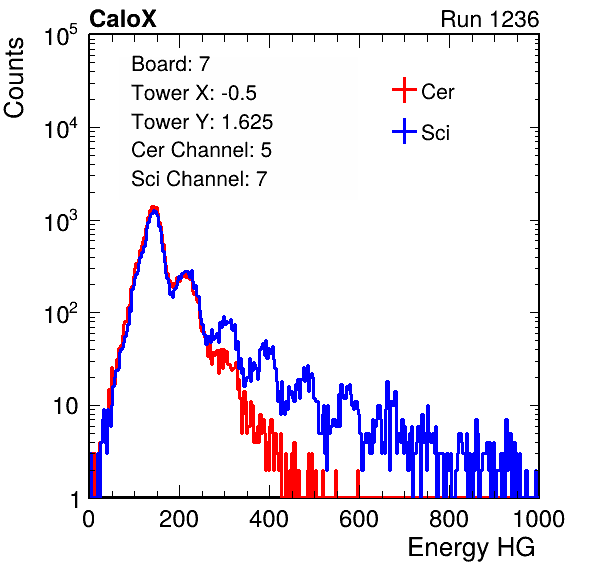 CaloX Run 1236
Counts
Board: 7
Tower X: -0.5
Tower Y: 1.625
Cer Channel: 5
Sci Channel: 7
Cer
Sci
10^5
10^4
10^3
10^2
10
1
0 200 400 600 800 1000
Energy HG